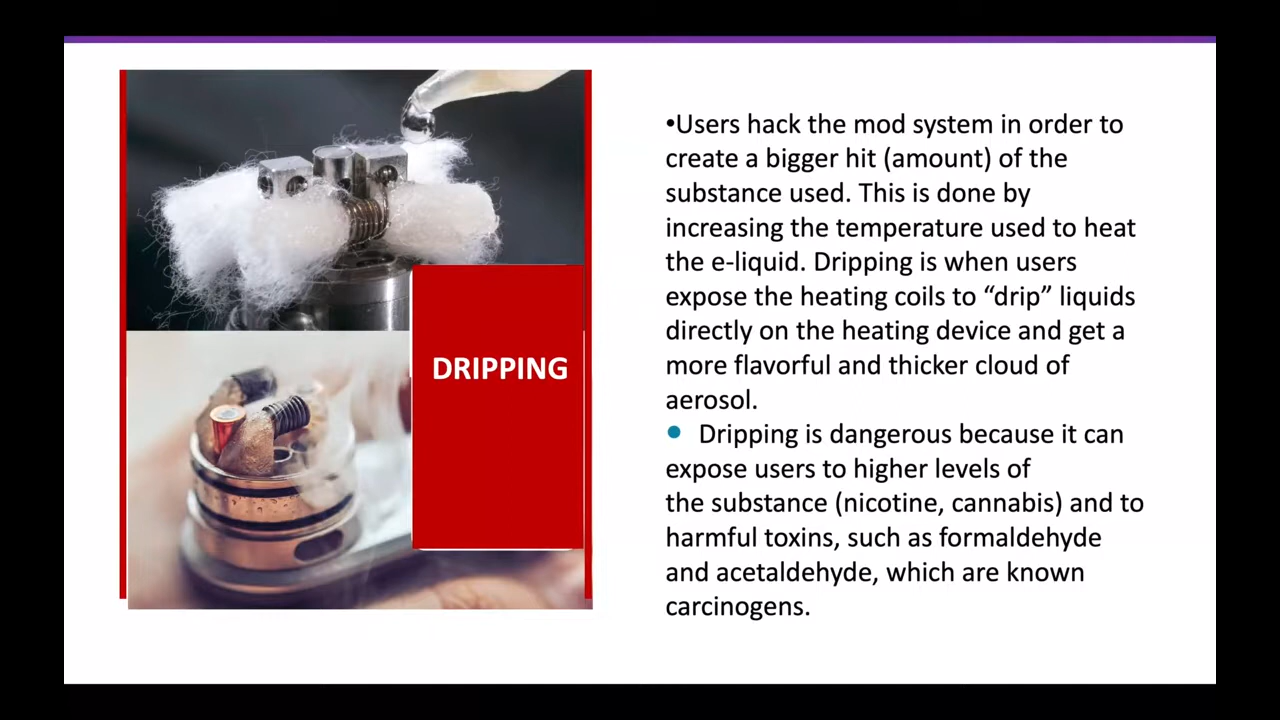 DRIPPING
•Users hack the mod system in order to
create a bigger hit (amount) of the
substance used. This is done by
increasing the temperature used to heat
the e-liquid. Dripping is when users
expose the heating coils to “drip” liquids
directly on the heating device and get a
more flavorful and thicker cloud of
aerosol.
• Dripping is dangerous because it can
expose users to higher levels of
the substance (nicotine, cannabis) and to
harmful toxins, such as formaldehyde
and acetaldehyde, which are known
carcinogens.